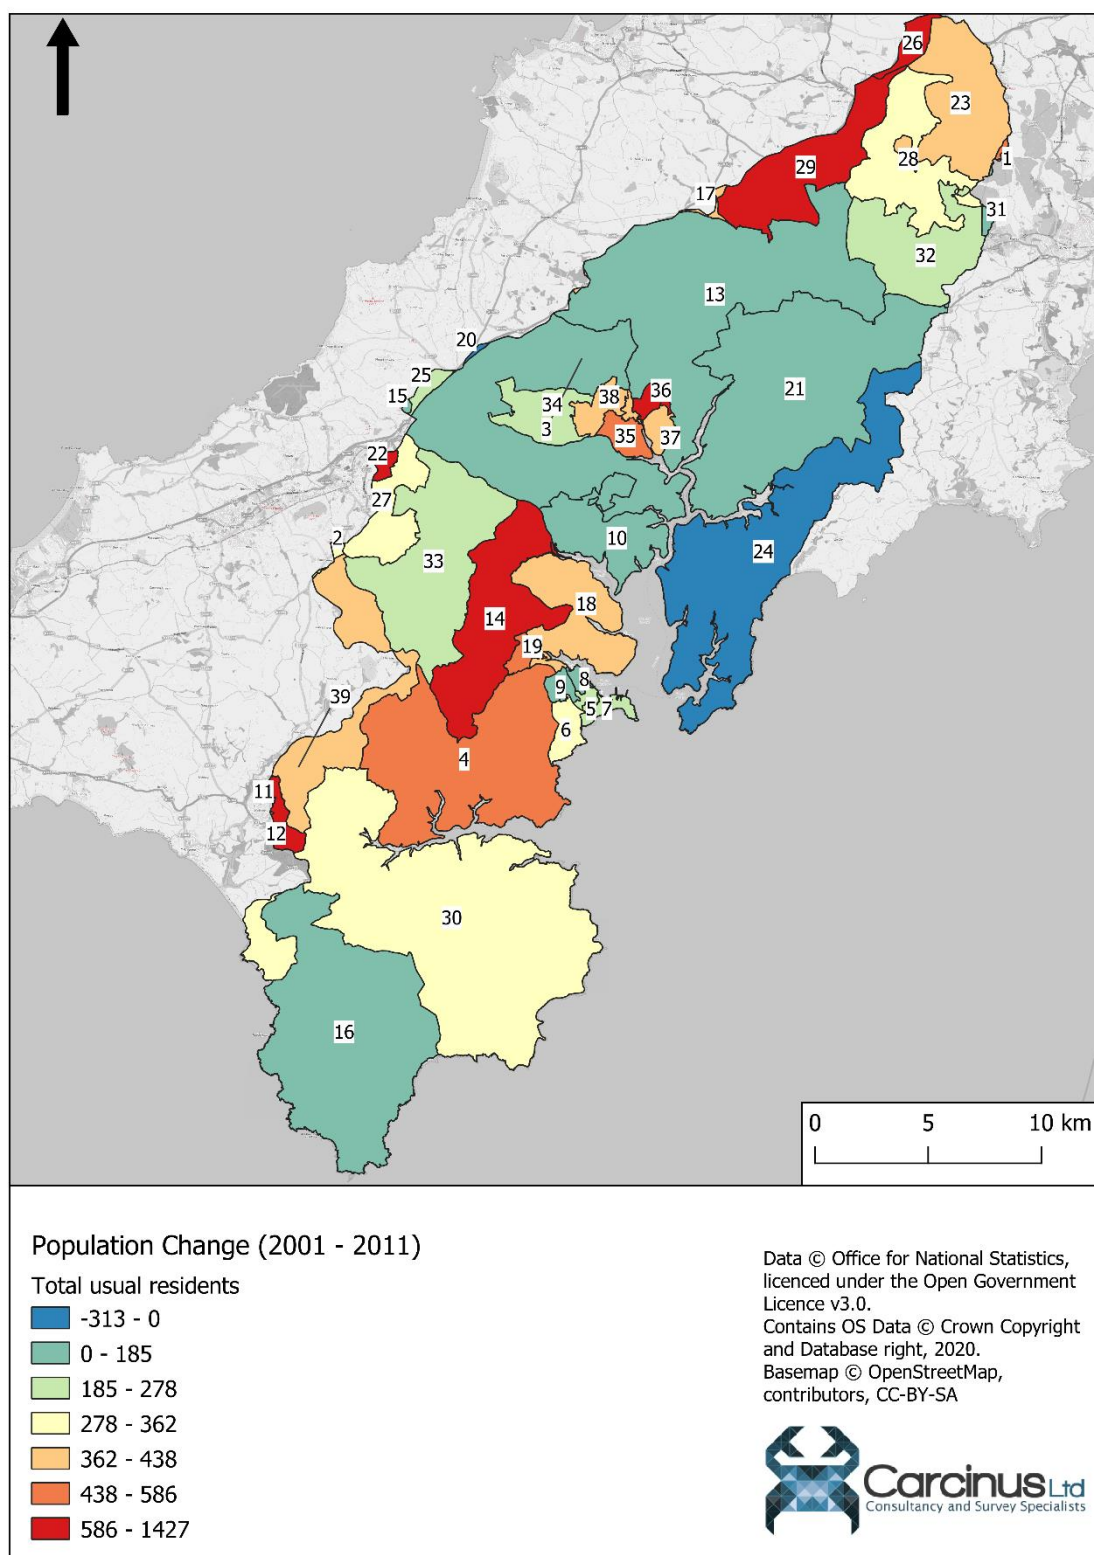 26
23
1
28
29
17
31
32
13
20
25
15
36
21
38
34
3
35
37
22
27
2
10
24
33
14
18
19
8
9
5 7
6
39
4
11
12
30
16
0 5 10 km
Population Change (2001 - 2011)
Total usual residents
-313 - 0
0 - 185
185 - 278
278 - 362
362 - 438
438 - 586
586 - 1427
Data © Office for National Statistics,
licenced under the Open Government
Licence v3.0.
Contains OS Data © Crown Copyright
and Database right, 2020.
Basemap © OpenStreetMap,
contributors, CC-BY-SA
Carcinus Ltd
Consultancy and Survey Specialists